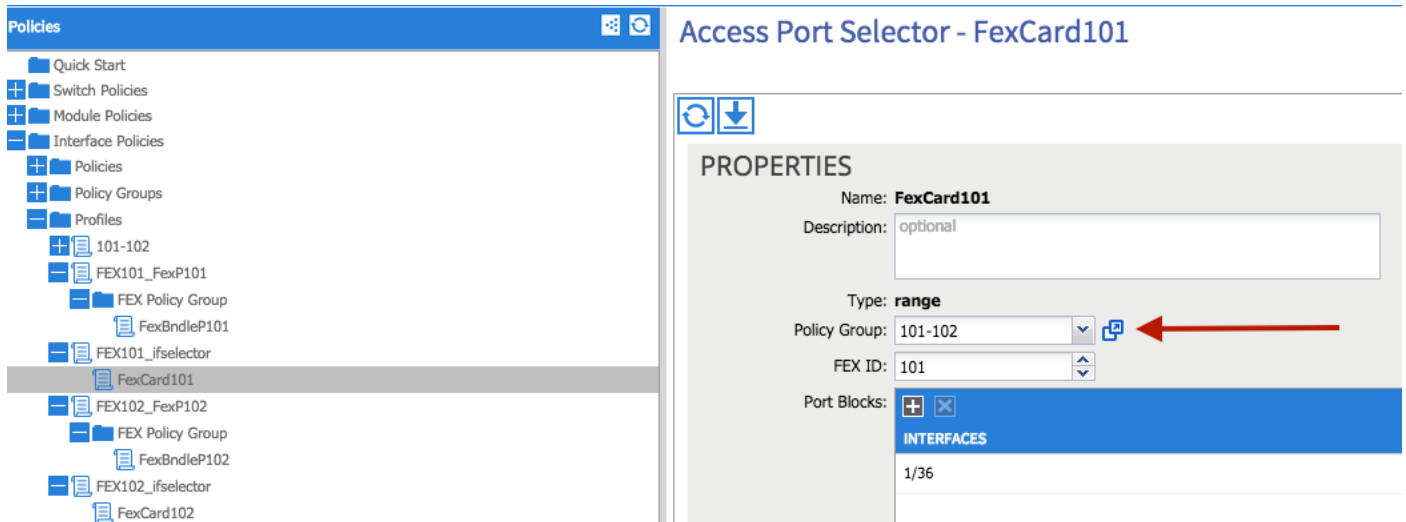 Policies
Quick Start
Switch Policies
Module Policies
Interface Policies
Policies
Policy Groups
Profiles
101-102
FEX101_FexP101
FEX Policy Group
FexBndleP101
FEX101_ifselector
FexCard101
FEX102_FexP102
FEX Policy Group
FexBndleP102
FEX102_ifselector
FexCard102
Access Port Selector - FexCard101
PROPERTIES
Name: FexCard101
Description: optional
Type: range
Policy Group: 101-102
FEX ID: 101
Port Blocks:
INTERFACES
1/36